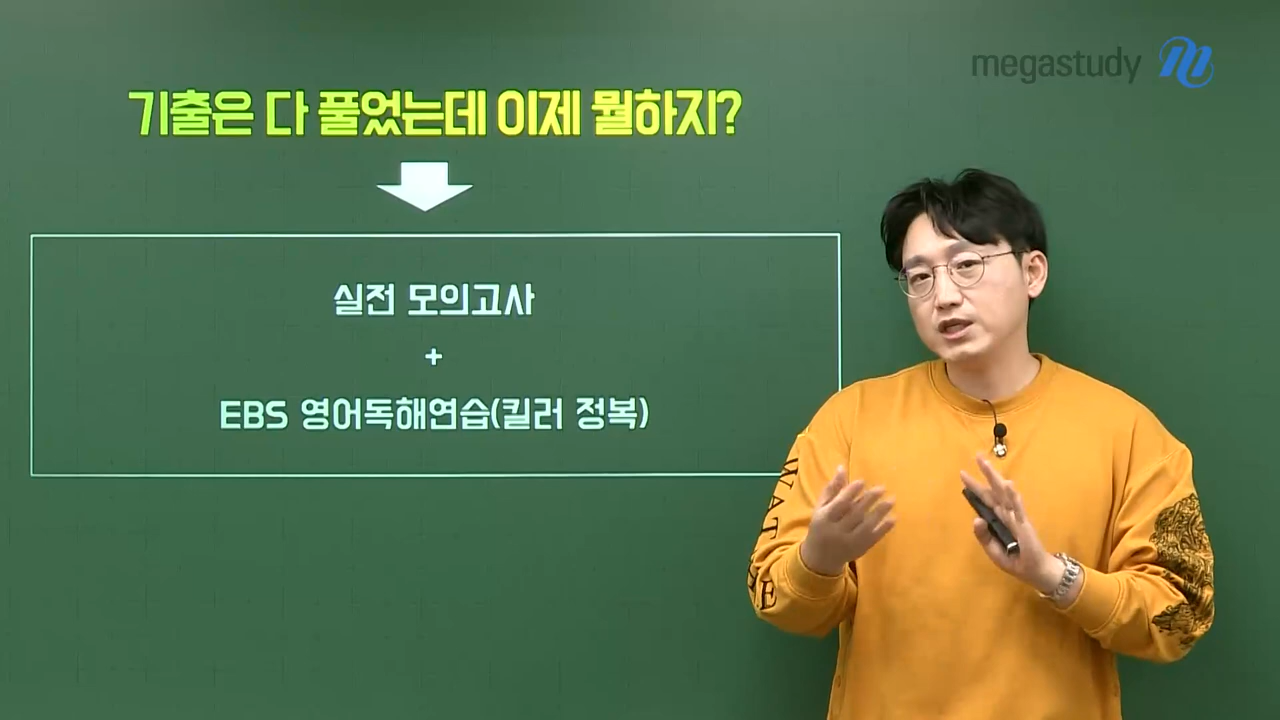 megastudy
기출은 다 풀었는데 이제 뭘하지?
실전 모의고사
+
EBS 영어독해연습(킬러 정복)